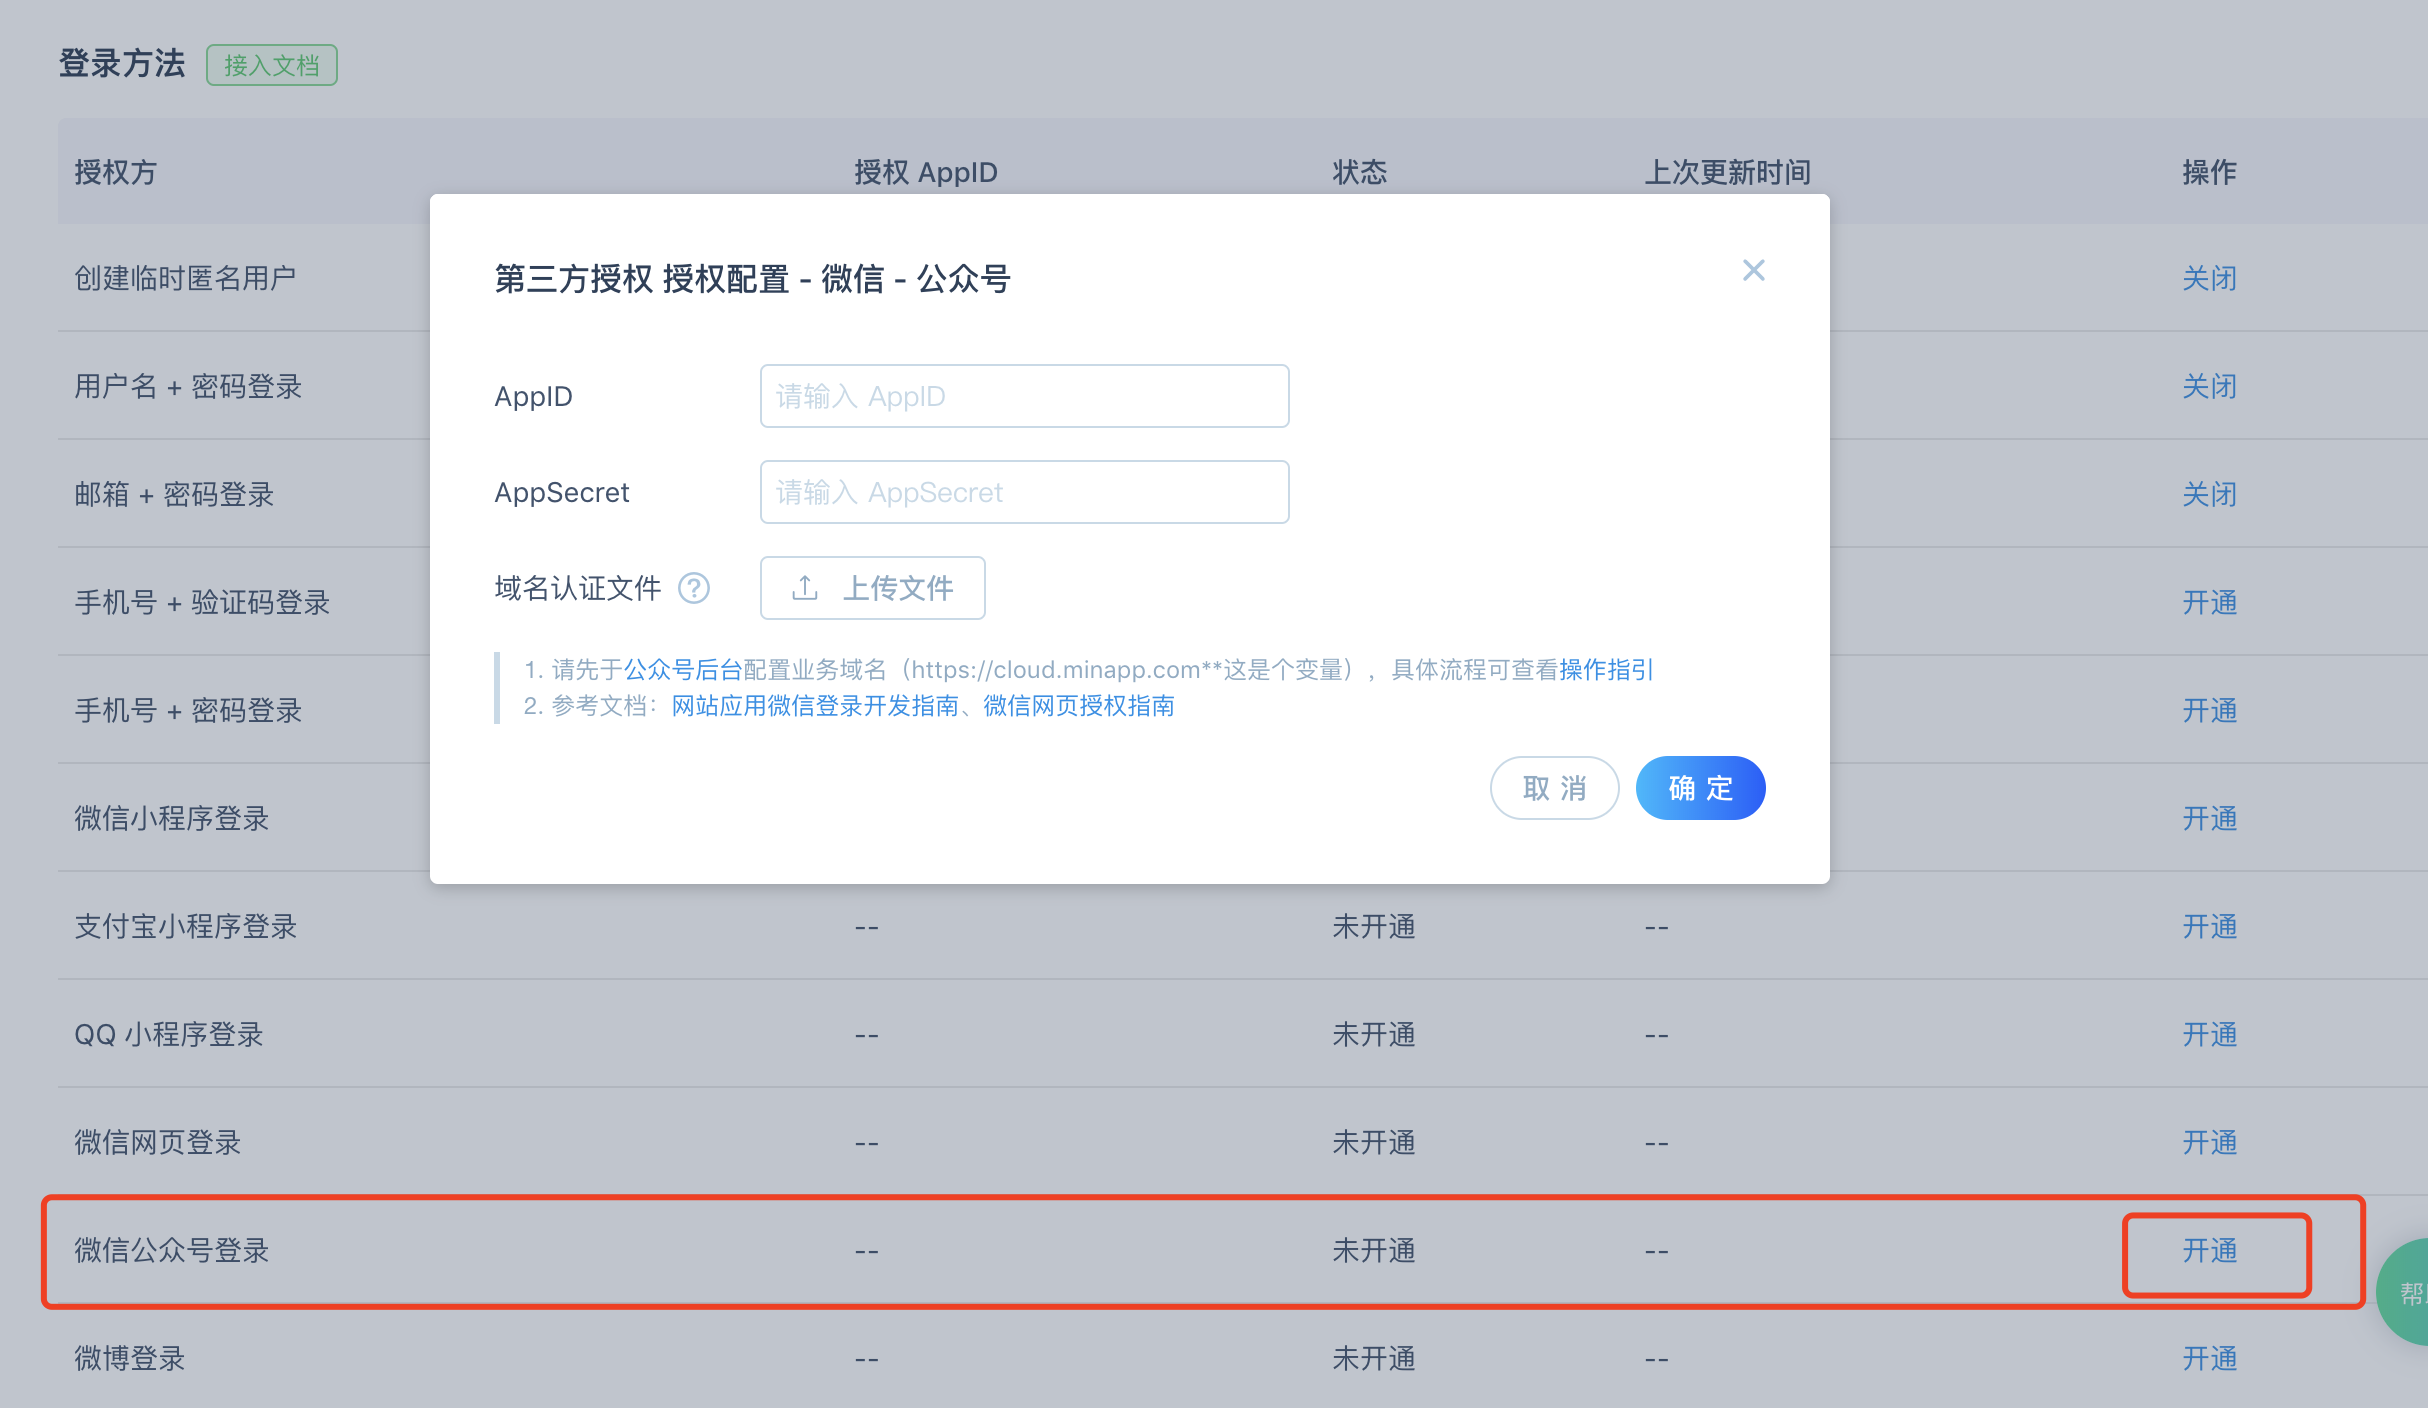 登录方法 接入文档
授权方 授权 AppID 状态 上次更新时间 操作
创建临时匿名用户 关闭
用户名 + 密码登录 关闭
邮箱 + 密码登录 关闭
手机号 + 验证码登录 开通
手机号 + 密码登录 开通
微信小程序登录 开通
第三方授权 授权配置 - 微信 - 公众号
AppID 请输入 AppID
AppSecret 请输入 AppSecret
域名认证文件 ? 上传文件
1. 请先于公众号后台配置业务域名（https://cloud.minapp.com**这是个变量），具体流程可查看操作指引
2. 参考文档：网站应用微信登录开发指南、微信网页授权指南
取 消 确 定
支付宝小程序登录 -- 未开通 -- 开通
QQ 小程序登录 -- 未开通 -- 开通
微信网页登录 -- 未开通 -- 开通
微信公众号登录 -- 未开通 -- 开通
帮
微博登录 -- 未开通 -- 开通